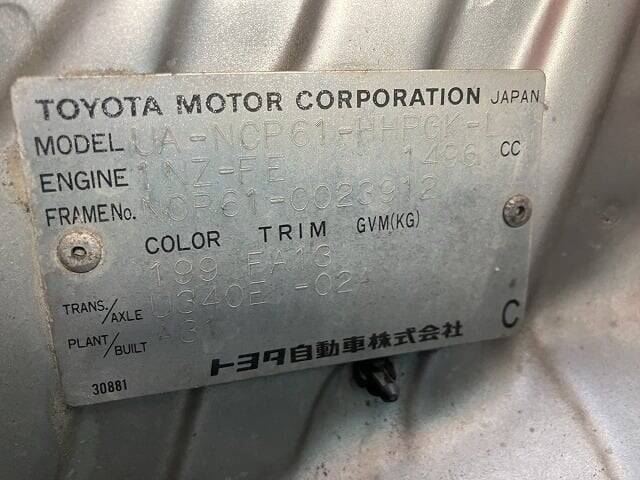 TOYOTA MOTOR CORPORATION JAPAN
MODEL UA-NCP61-HHPGK-L
ENGINE 1NZ-FE 1496 CC
FRAME No. NCP61-0023912
COLOR TRIM GVM(KG)
199 FA13
TRANS./AXLE U340E -02A
PLANT/BUILT A31
トヨタ自動車株式会社
C
30881